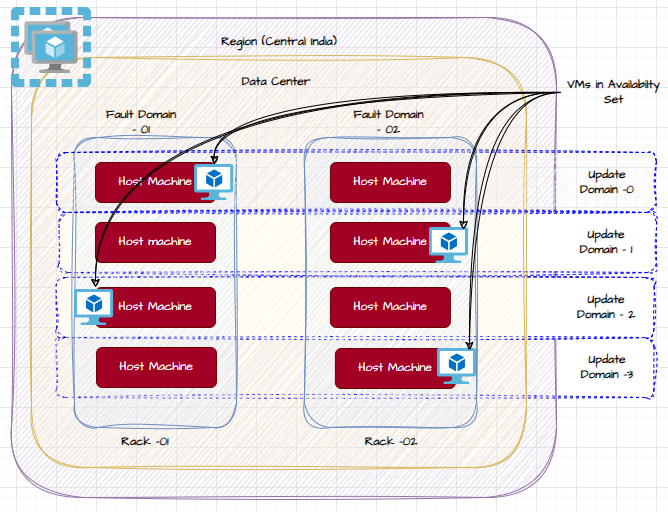 Region (Central India)
Data Center
VMs in Availabilty
Set
Fault Domain
- 01
Fault Domain
- 02
Host Machine
Host Machine
Update
Domain -0
Host machine
Host Machine
Update
Domain - 1
Host Machine
Host Machine
Update
Domain - 2
Host Machine
Host Machine
Update
Domain -3
Rack -01
Rack -02